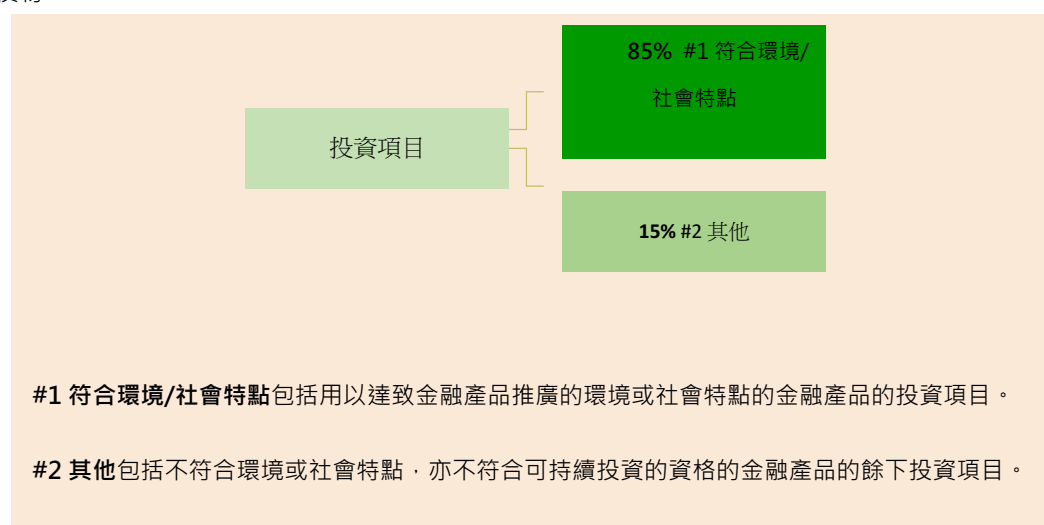 85% #1 符合環境/
社會特點
投資項目
15% #2 其他
#1 符合環境/社會特點包括用以達致金融產品推廣的環境或社會特點的金融產品的投資項目。
#2 其他包括不符合環境或社會特點，亦不符合可持續投資的資格的金融產品的餘下投資項目。